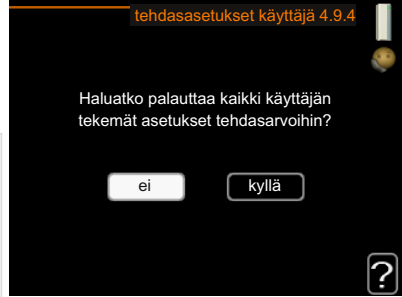 tehdasasetukset käyttäjä 4.9.4
Haluatko palauttaa kaikki käyttäjän
tekemät asetukset tehdasarvoihin?
ei kyllä
?